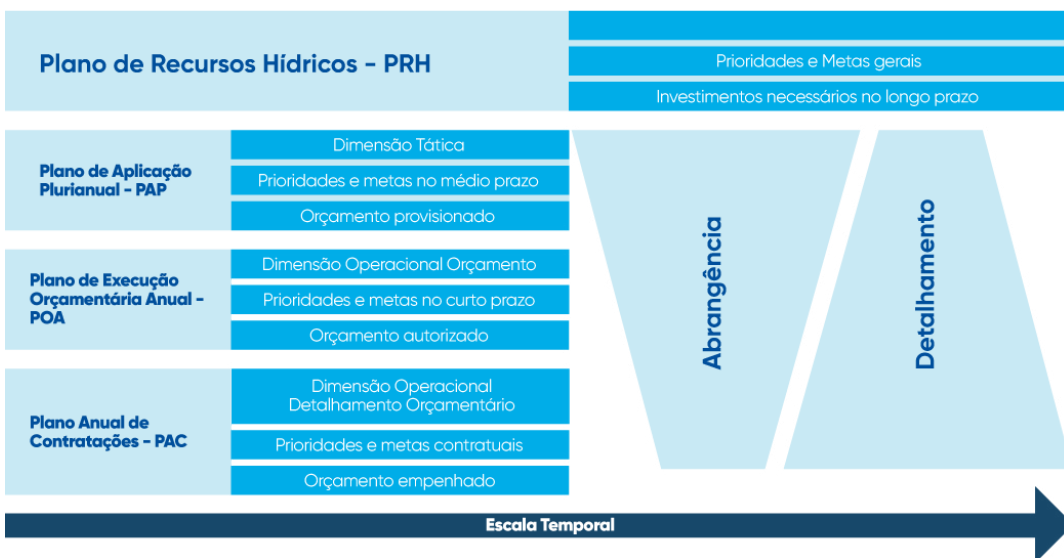 Plano de Recursos Hídricos - PRH
Prioridades e Metas gerais
Investimentos necessários no longo prazo
Plano de Aplicação
Plurianual - PAP
Dimensão Tática
Prioridades e metas no médio prazo
Orçamento provisionado
Plano de Execução
Orçamentária Anual -
POA
Dimensão Operacional Orçamento
Prioridades e metas no curto prazo
Orçamento autorizado
Plano Anual de
Contratações - PAC
Dimensão Operacional
Detalhamento Orçamentário
Prioridades e metas contratuais
Orçamento empenhado
Abrangência
Detalhamento
Escala Temporal